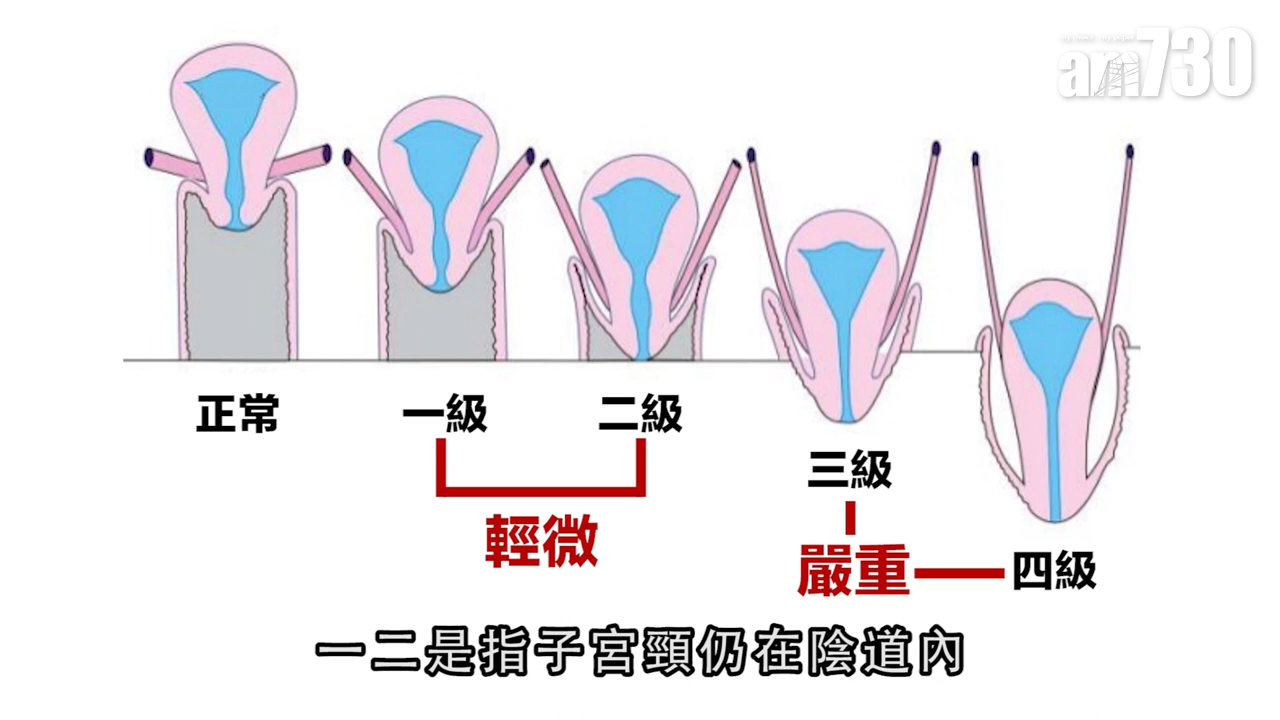 am730
正常
一級
二級
三級
四級
輕微
嚴重
一二是指子宮頸仍在陰道內